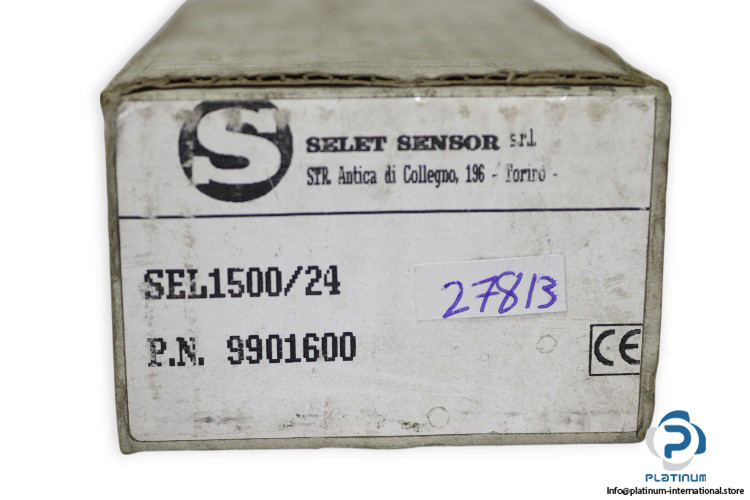 S
SELET SENSOR s.r.l.
STR. Antica di Collegno, 196 - Torino -
SEL1500/24
27813
P.N. 9901600
CE
PLATINUM
Info@platinum-international.store